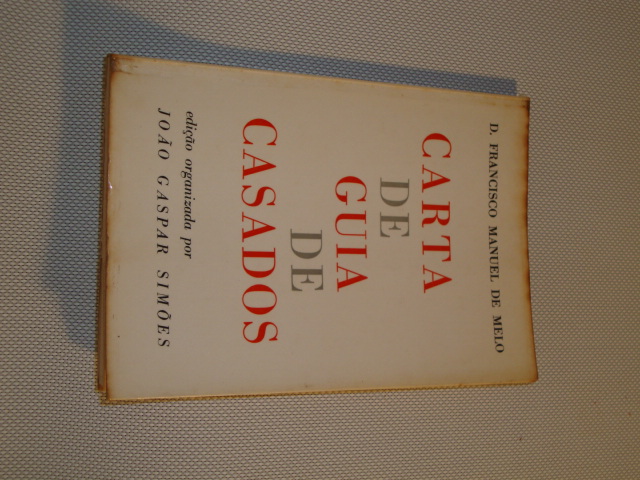 D. FRANCISCO MANUEL DE MELO
CARTA
DE
GUIA
DE
CASADOS
edição organizada por
JOÃO GASPAR SIMÕES